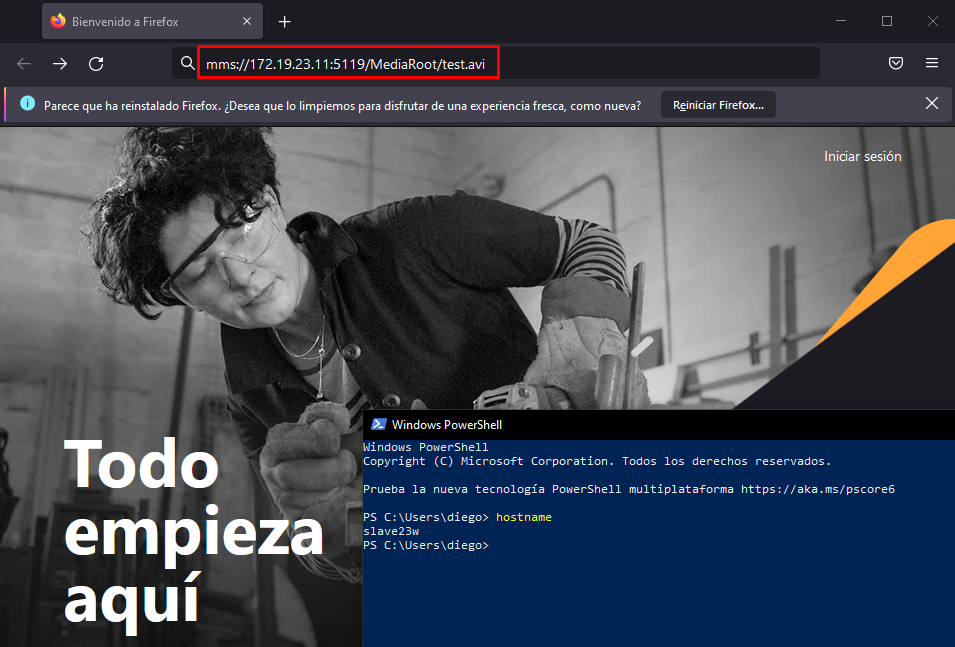 Bienvenido a Firefox
mms://172.19.23.11:5119/MediaRoot/test.avi
Parece que ha reinstalado Firefox. ¿Desea que lo limpiemos para disfrutar de una experiencia fresca, como nueva?
Reiniciar Firefox...
Iniciar sesión
Todo
empieza
aquí
Windows PowerShell
Windows PowerShell
Copyright (C) Microsoft Corporation. Todos los derechos reservados.
Prueba la nueva tecnología PowerShell multiplataforma https://aka.ms/pscore6
PS C:\Users\diego> hostname
slave23w
PS C:\Users\diego>